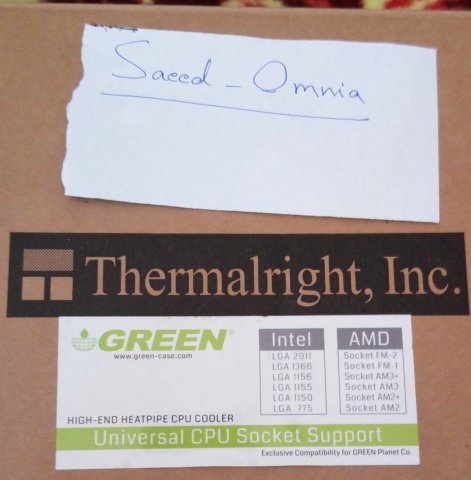 Saeed - Omnia
Thermalright, Inc.
GREEN®
www.green-case.com
HIGH-END HEATPIPE CPU COOLER
Intel
LGA 2011
LGA 1366
LGA 1156
LGA 1155
LGA 1150
LGA 775
AMD
Socket FM-2
Socket FM-1
Socket AM3+
Socket AM3
Socket AM2+
Socket AM2
Universal CPU Socket Support
Exclusive Compatibility for GREEN Planet Co.